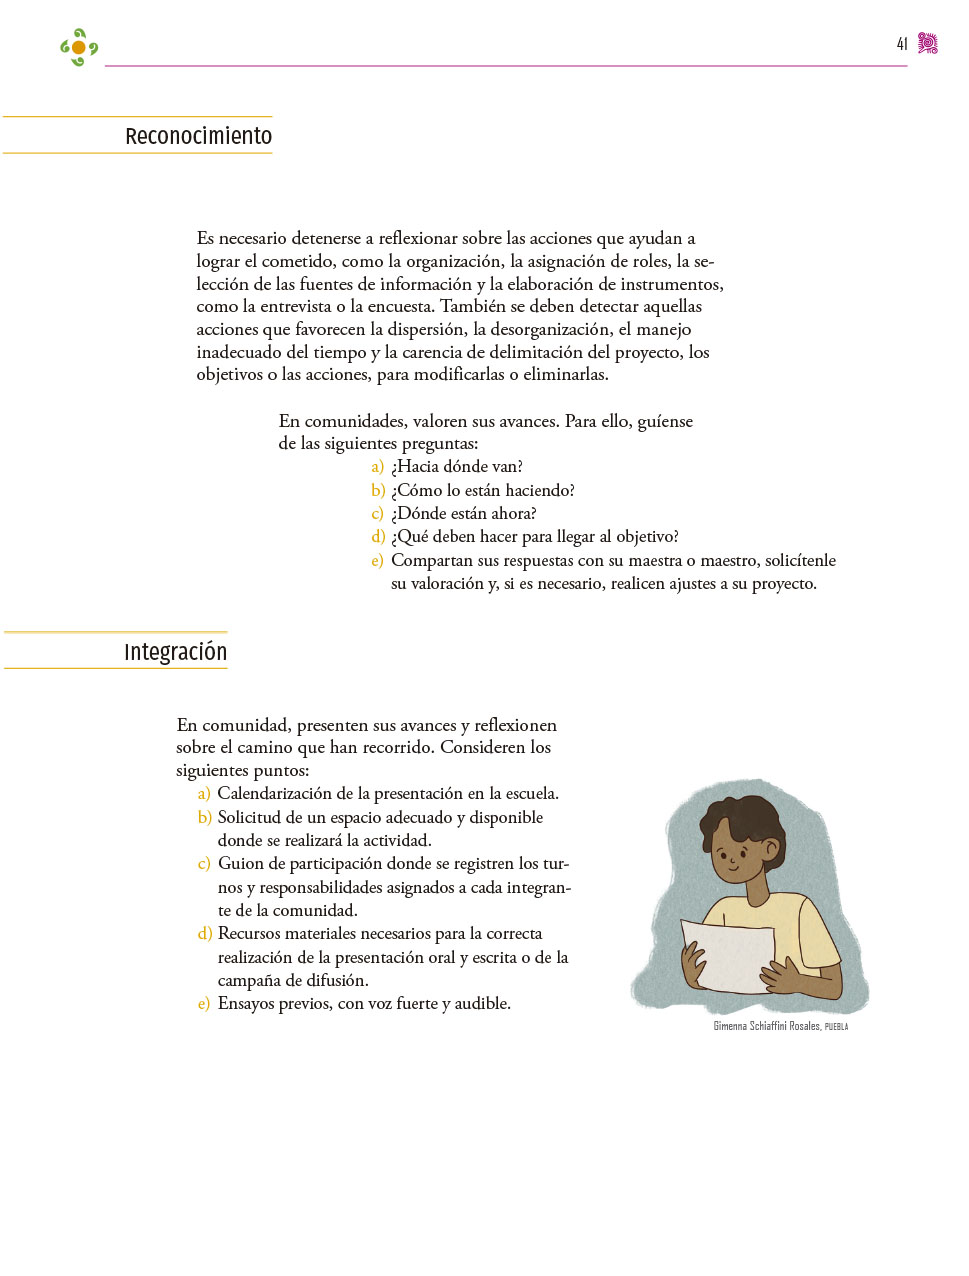 41
Reconocimiento
Es necesario detenerse a reflexionar sobre las acciones que ayudan a
lograr el cometido, como la organización, la asignación de roles, la se-
lección de las fuentes de información y la elaboración de instrumentos,
como la entrevista o la encuesta. También se deben detectar aquellas
acciones que favorecen la dispersión, la desorganización, el manejo
inadecuado del tiempo y la carencia de delimitación del proyecto, los
objetivos o las acciones, para modificarlas o eliminarlas.
En comunidades, valoren sus avances. Para ello, guíense
de las siguientes preguntas:
a) ¿Hacia dónde van?
b) ¿Cómo lo están haciendo?
c) ¿Dónde están ahora?
d) ¿Qué deben hacer para llegar al objetivo?
e) Compartan sus respuestas con su maestra o maestro, solicítenle
su valoración y, si es necesario, realicen ajustes a su proyecto.
Integración
En comunidad, presenten sus avances y reflexionen
sobre el camino que han recorrido. Consideren los
siguientes puntos:
a) Calendarización de la presentación en la escuela.
b) Solicitud de un espacio adecuado y disponible
donde se realizará la actividad.
c) Guion de participación donde se registren los tur-
nos y responsabilidades asignados a cada integran-
te de la comunidad.
d) Recursos materiales necesarios para la correcta
realización de la presentación oral y escrita o de la
campaña de difusión.
e) Ensayos previos, con voz fuerte y audible.
Gimenna Schiaffini Rosales, PUEBLA